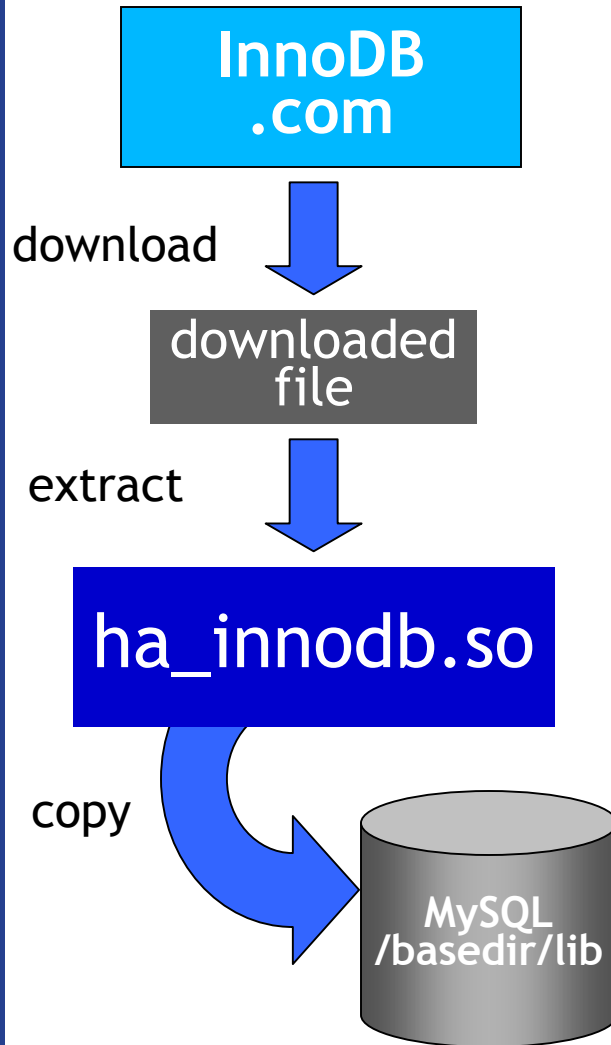 InnoDB
.com
download
downloaded
file
extract
ha_innodb.so
copy
MySQL
/basedir/lib